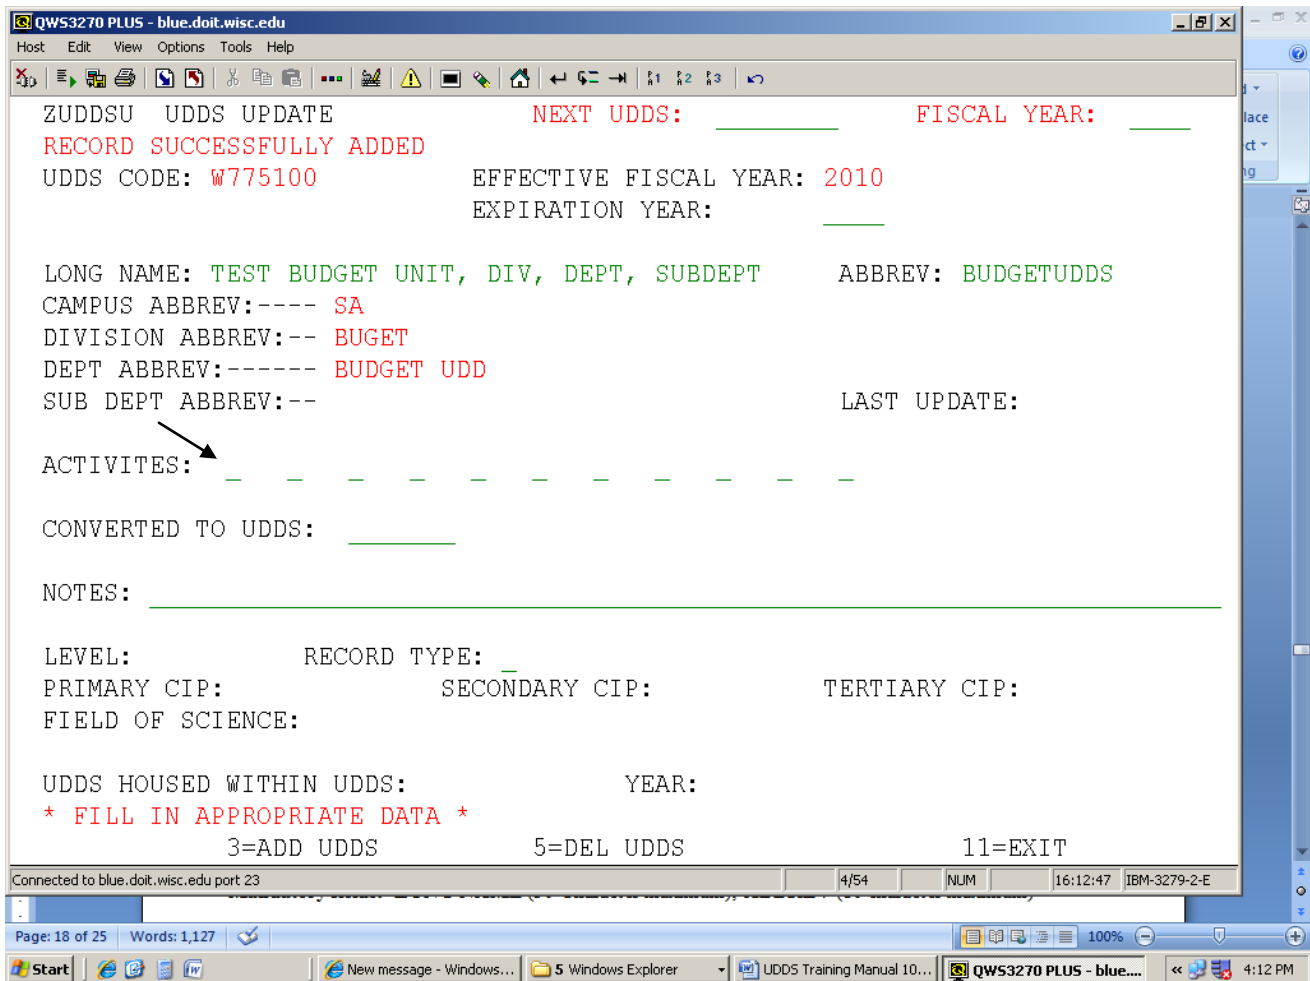 QWS3270 PLUS - blue.doit.wisc.edu
Host Edit View Options Tools Help
ZUDDSU UDDS UPDATE NEXT UDDS: FISCAL YEAR:
RECORD SUCCESSFULLY ADDED
UDDS CODE: W775100 EFFECTIVE FISCAL YEAR: 2010
EXPIRATION YEAR:
LONG NAME: TEST BUDGET UNIT, DIV, DEPT, SUBDEPT ABBREV: BUDGETUDDS
CAMPUS ABBREV:---- SA
DIVISION ABBREV:-- BUGET
DEPT ABBREV:------ BUDGET UDD
SUB DEPT ABBREV:-- LAST UPDATE:
ACTIVITES:
CONVERTED TO UDDS:
NOTES:
LEVEL: RECORD TYPE:
PRIMARY CIP: SECONDARY CIP: TERTIARY CIP:
FIELD OF SCIENCE:
UDDS HOUSED WITHIN UDDS: YEAR:
* FILL IN APPROPRIATE DATA *
3=ADD UDDS 5=DEL UDDS 11=EXIT
Connected to blue.doit.wisc.edu port 23 4/54 NUM 16:12:47 IBM-3279-2-E
Page: 18 of 25 Words: 1,127 100%
Start New message - Windows... 5 Windows Explorer UDDS Training Manual 10... QWS3270 PLUS - blue.... 4:12 PM